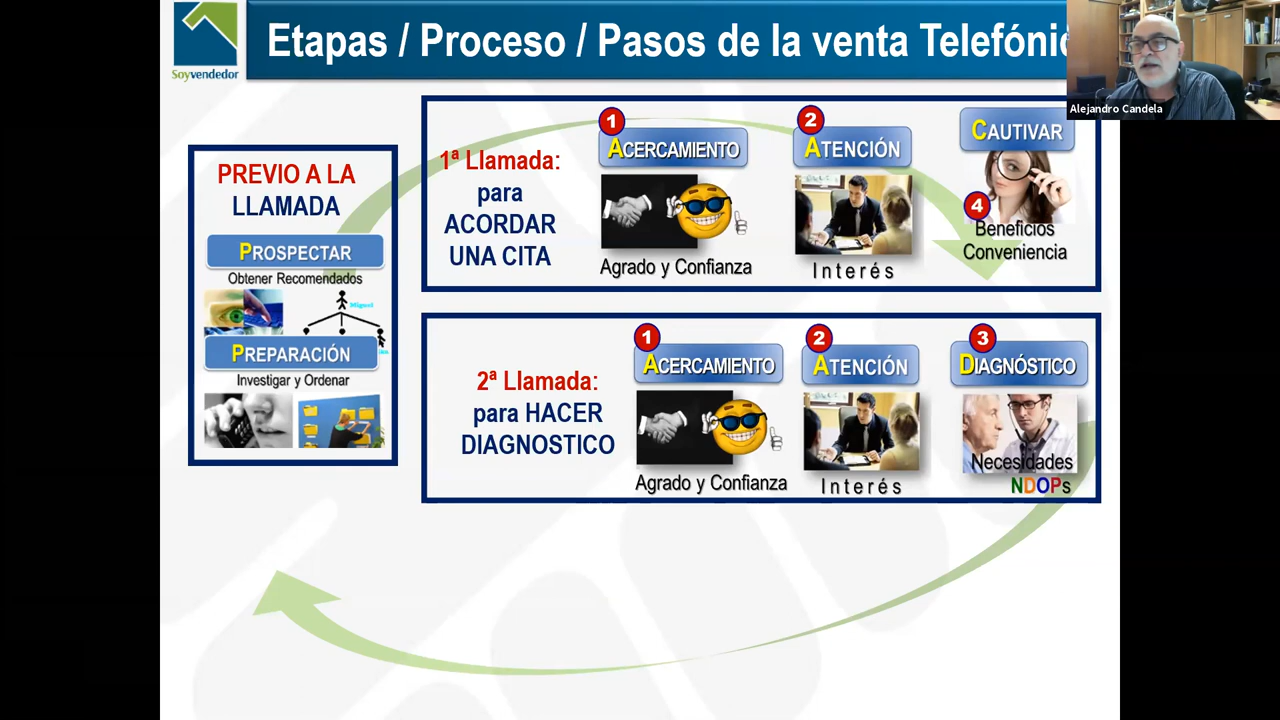 Soyvendedor
Etapas / Proceso / Pasos de la venta Telefónic
Alejandro Candela
PREVIO A LA
LLAMADA
PROSPECTAR
Obtener Recomendados
Miguel
PREPARACIÓN
Investigar y Ordenar
1ª Llamada:
para
ACORDAR
UNA CITA
1
ACERCAMIENTO
Agrado y Confianza
2
ATENCIÓN
Interés
CAUTIVAR
4
Beneficios
Conveniencia
2ª Llamada:
para HACER
DIAGNOSTICO
1
ACERCAMIENTO
Agrado y Confianza
2
ATENCIÓN
Interés
3
DIAGNÓSTICO
Necesidades
NDOPs